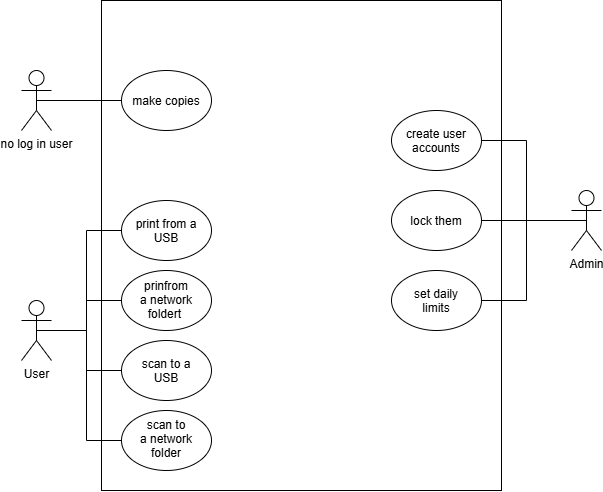 make copies
no log in user
create user
accounts
print from a
USB
lock them
Admin
prinfrom
a network
foldert
set daily
limits
User
scan to a
USB
scan to
a network
folder